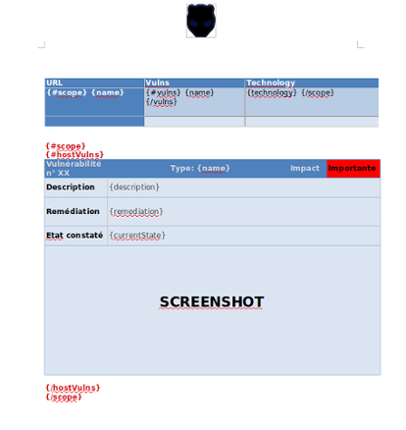 URL Vulns Technology
{#scope} {name} {#vulns} {name} {technology} {/scope}
{/vulns}
{#scope}
{#hostVulns}
Vulnérabilité n° XX Type: {name} Impact Importante
Description {description}
Remédiation {remediation}
Etat constaté {currentState}
SCREENSHOT
{/hostVulns}
{/scope}